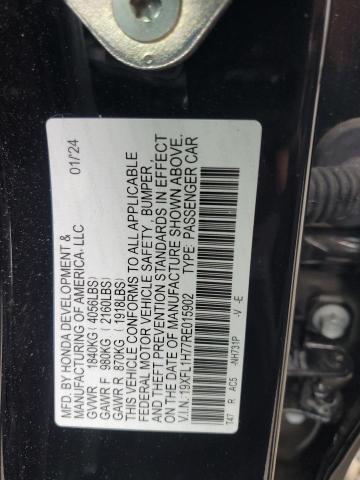 MFD. BY HONDA DEVELOPMENT &
MANUFACTURING OF AMERICA, LLC 01/'24
GVWR 1840KG (4056LBS)
GAWR F 980KG (2160LBS)
GAWR R 870KG (1918LBS)
THIS VEHICLE CONFORMS TO ALL APPLICABLE
FEDERAL MOTOR VEHICLE SAFETY, BUMPER,
AND THEFT PREVENTION STANDARDS IN EFFECT
ON THE DATE OF MANUFACTURE SHOWN ABOVE.
V.I.N.:19XFL1H77RE015902 TYPE: PASSENGER CAR
T47 R AC5 -NH731P -V -E